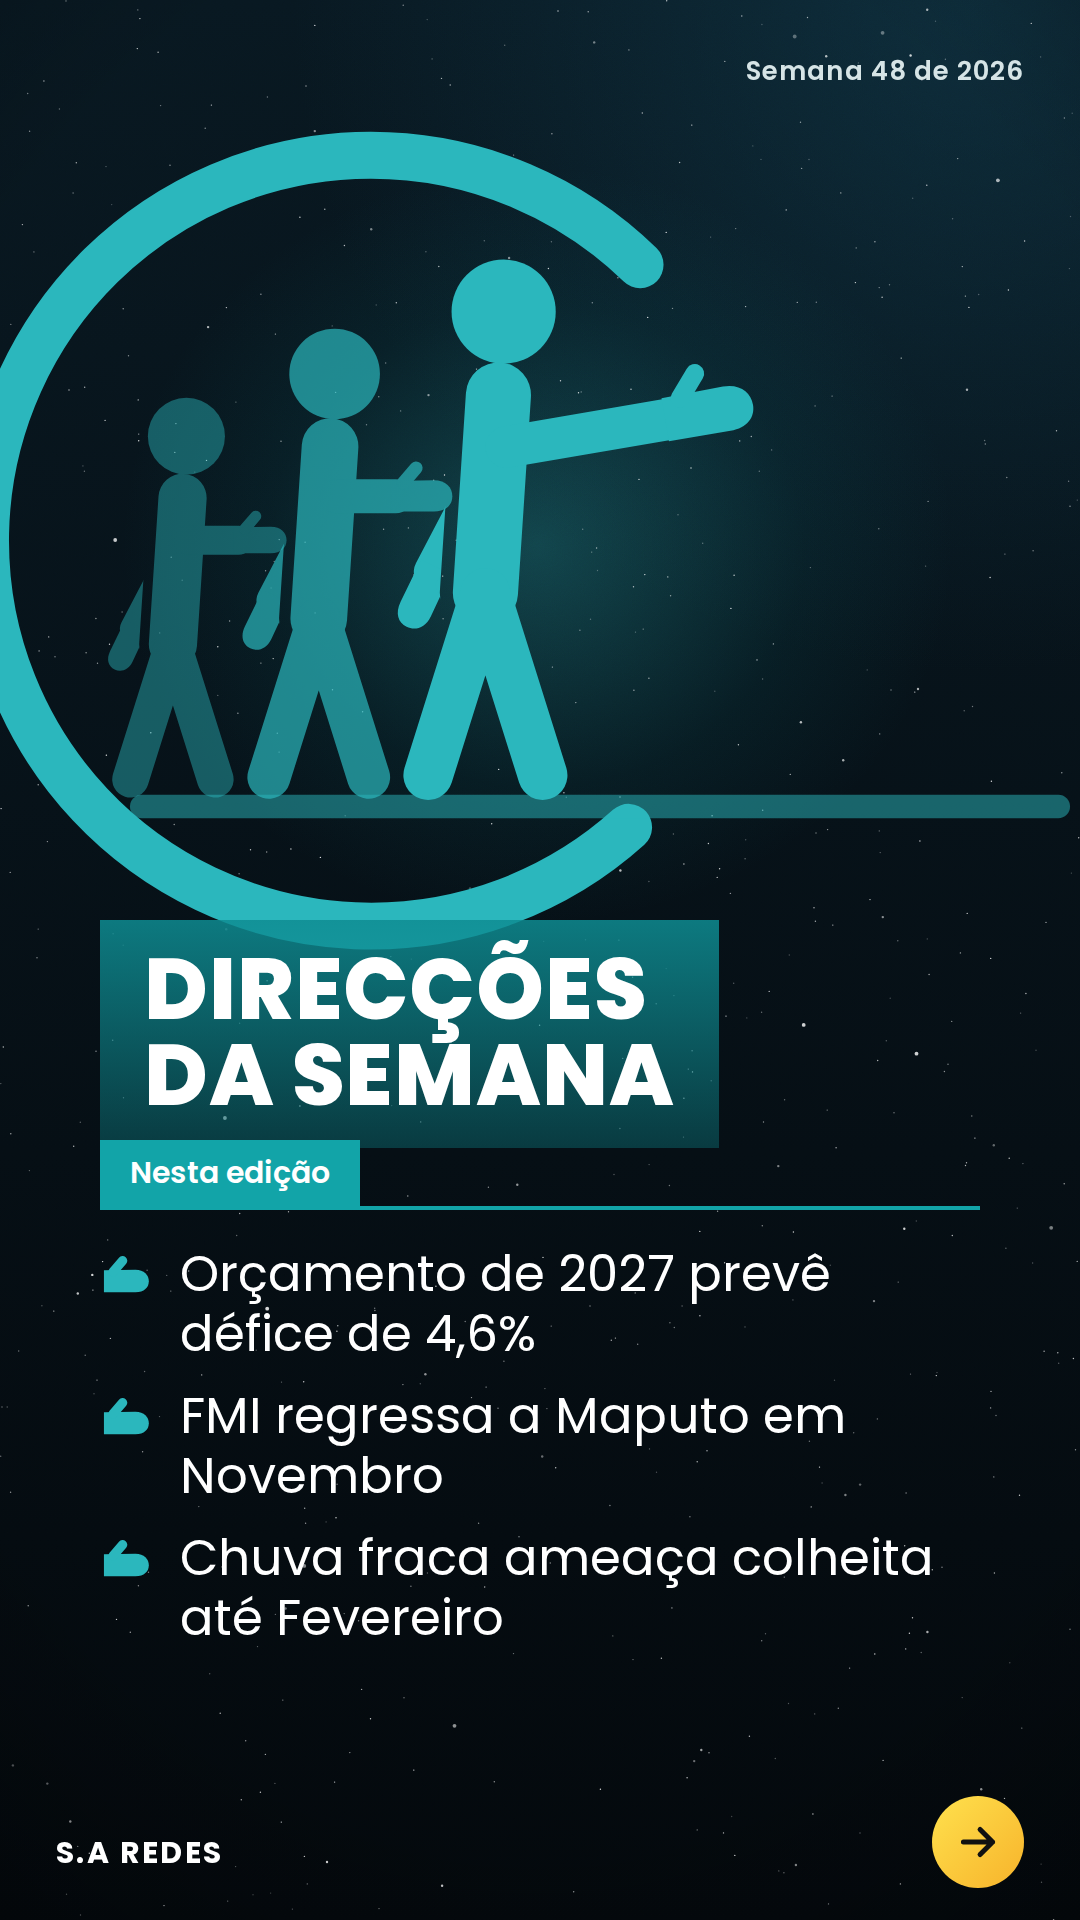 Semana 48 de 2026
DIRECÇÕES
DA SEMANA
Nesta edição
Orçamento de 2027 prevê
défice de 4,6%
FMI regressa a Maputo em
Novembro
Chuva fraca ameaça colheita
até Fevereiro
S.A REDES